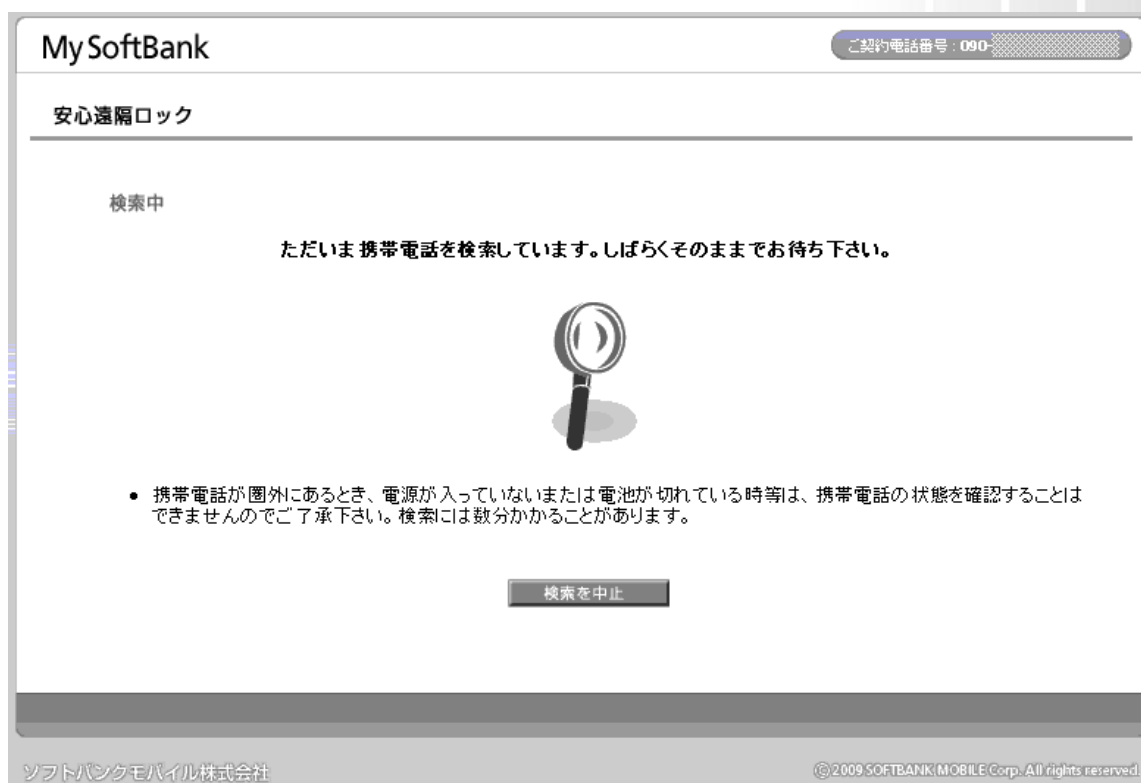 My SoftBank
ご契約電話番号：090-
安心遠隔ロック
検索中
ただいま携帯電話を検索しています。しばらくそのままでお待ち下さい。
● 携帯電話が圏外にあるとき、電源が入っていないまたは電池が切れている時等は、携帯電話の状態を確認することは
できませんのでご了承下さい。検索には数分かかることがあります。
検索を中止
ソフトバンクモバイル株式会社
© 2009 SOFTBANK MOBILE Corp. All rights reserved.